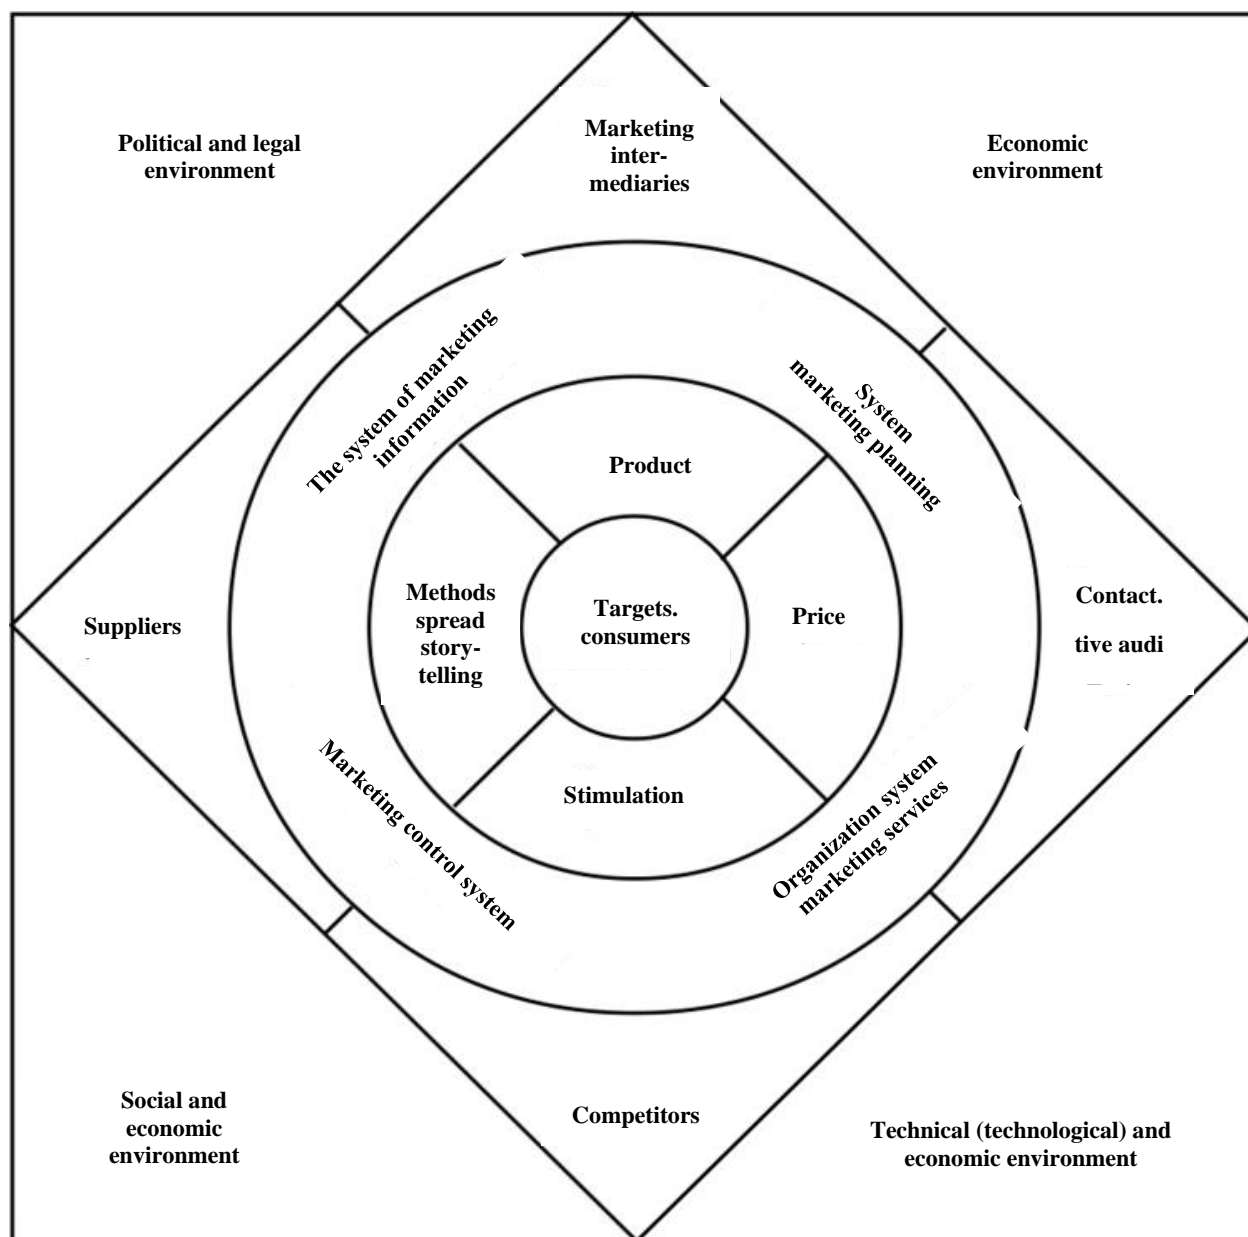 Political and legal
environment
Marketing
inter-
mediaries
Economic
environment
The system of marketing
information
System
marketing planning
Product
Methods
spread
story-
telling
Targets.
consumers
Price
Suppliers
Contact.
tive audi
Stimulation
Marketing control system
Organization system
marketing services
Social and
economic
environment
Competitors
Technical (technological) and
economic environment